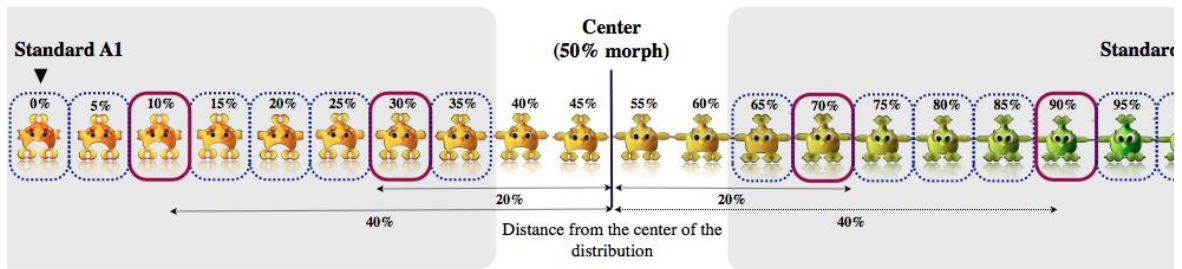 Center
(50% morph)
Standard A1
Standard
0% 5% 10% 15% 20% 25% 30% 35% 40% 45% 55% 60% 65% 70% 75% 80% 85% 90% 95%
20% 20%
40% 40%
Distance from the center of the
distribution